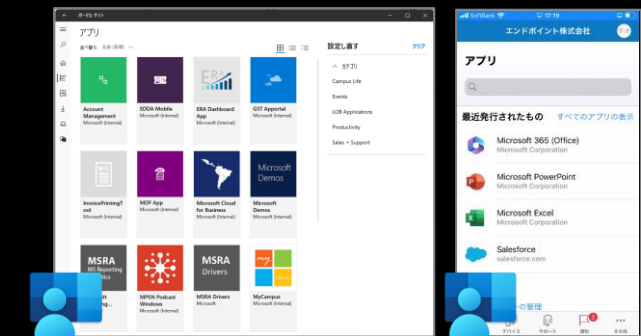 ポータル サイト
アプリ
並べ替え: 名前 (昇順)
Account Management
Microsoft (Internal)
EDDA Mobile
Microsoft (Internal)
ERA
ERA Dashboard App
Microsoft (Internal)
GST Apportal
Microsoft (Internal)
InvoicePrintingTool
Microsoft (Internal)
MDF App
Microsoft (Internal)
Microsoft Cloud for Business
Microsoft (Internal)
Microsoft Demos
Microsoft Demos
Microsoft (Internal)
MSRA
MS Reporting
MPSN Podcast Windows
MSRA Drivers
MSRA Drivers
Microsoft
my
MyCampus
Microsoft (Internal)
設定し直す
クリア
カテゴリ
Campus Life
Events
LOB Applications
Productivity
Sales + Support
SoftBank
17:19
エンドポイント株式会社
アプリ
最近発行されたもの
すべてのアプリの表示
Microsoft 365 (Office)
Microsoft Corporation
Microsoft PowerPoint
Microsoft Corporation
Microsoft Excel
Microsoft Corporation
Salesforce
salesforce.com
の管理
デバイス
サポート
通知
その他